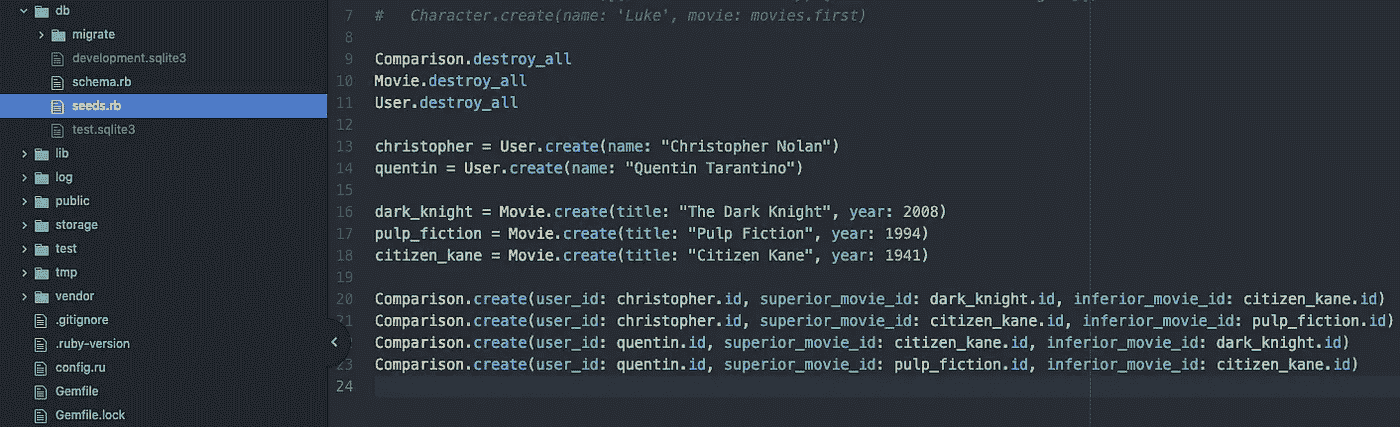 db
migrate
development.sqlite3
schema.rb
seeds.rb
test.sqlite3
lib
log
public
storage
test
tmp
vendor
.gitignore
.ruby-version
config.ru
Gemfile
Gemfile.lock
7 #   Character.create(name: 'Luke', movie: movies.first)
8
9 Comparison.destroy_all
10 Movie.destroy_all
11 User.destroy_all
12
13 christopher = User.create(name: "Christopher Nolan")
14 quentin = User.create(name: "Quentin Tarantino")
15
16 dark_knight = Movie.create(title: "The Dark Knight", year: 2008)
17 pulp_fiction = Movie.create(title: "Pulp Fiction", year: 1994)
18 citizen_kane = Movie.create(title: "Citizen Kane", year: 1941)
19
20 Comparison.create(user_id: christopher.id, superior_movie_id: dark_knight.id, inferior_movie_id: citizen_kane.id)
21 Comparison.create(user_id: christopher.id, superior_movie_id: citizen_kane.id, inferior_movie_id: pulp_fiction.id)
Comparison.create(user_id: quentin.id, superior_movie_id: citizen_kane.id, inferior_movie_id: dark_knight.id)
23 Comparison.create(user_id: quentin.id, superior_movie_id: pulp_fiction.id, inferior_movie_id: citizen_kane.id)
24